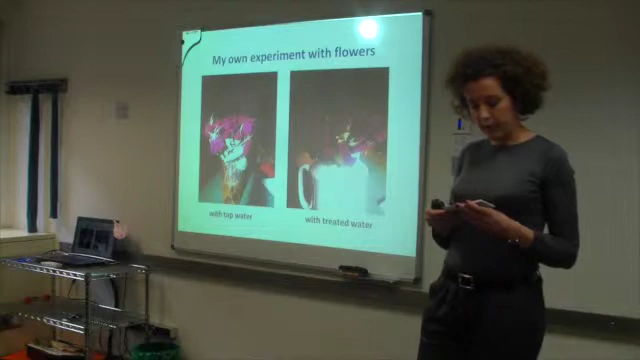 My own experiment with flowers
with tap water
with treated water